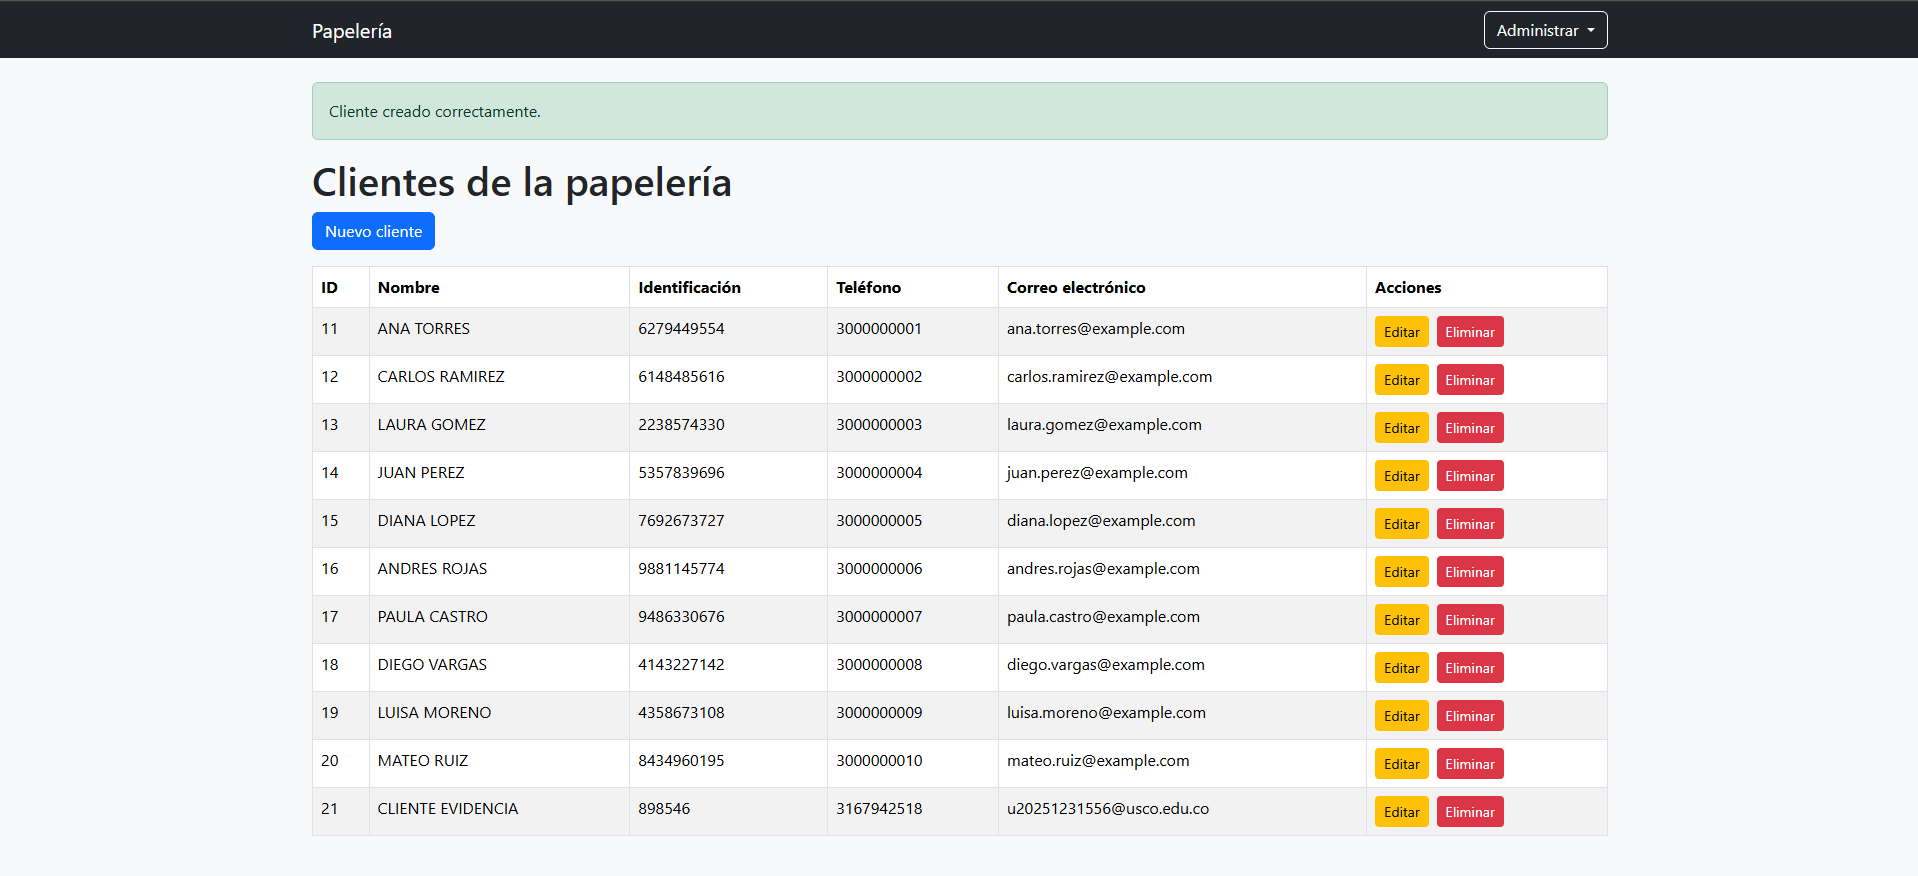 Papelería Administrar
Cliente creado correctamente.
Clientes de la papelería
Nuevo cliente
ID Nombre Identificación Teléfono Correo electrónico Acciones
11 ANA TORRES 6279449554 3000000001 ana.torres@example.com Editar Eliminar
12 CARLOS RAMIREZ 6148485616 3000000002 carlos.ramirez@example.com Editar Eliminar
13 LAURA GOMEZ 2238574330 3000000003 laura.gomez@example.com Editar Eliminar
14 JUAN PEREZ 5357839696 3000000004 juan.perez@example.com Editar Eliminar
15 DIANA LOPEZ 7692673727 3000000005 diana.lopez@example.com Editar Eliminar
16 ANDRES ROJAS 9881145774 3000000006 andres.rojas@example.com Editar Eliminar
17 PAULA CASTRO 9486330676 3000000007 paula.castro@example.com Editar Eliminar
18 DIEGO VARGAS 4143227142 3000000008 diego.vargas@example.com Editar Eliminar
19 LUISA MORENO 4358673108 3000000009 luisa.moreno@example.com Editar Eliminar
20 MATEO RUIZ 8434960195 3000000010 mateo.ruiz@example.com Editar Eliminar
21 CLIENTE EVIDENCIA 898546 3167942518 u20251231556@usco.edu.co Editar Eliminar